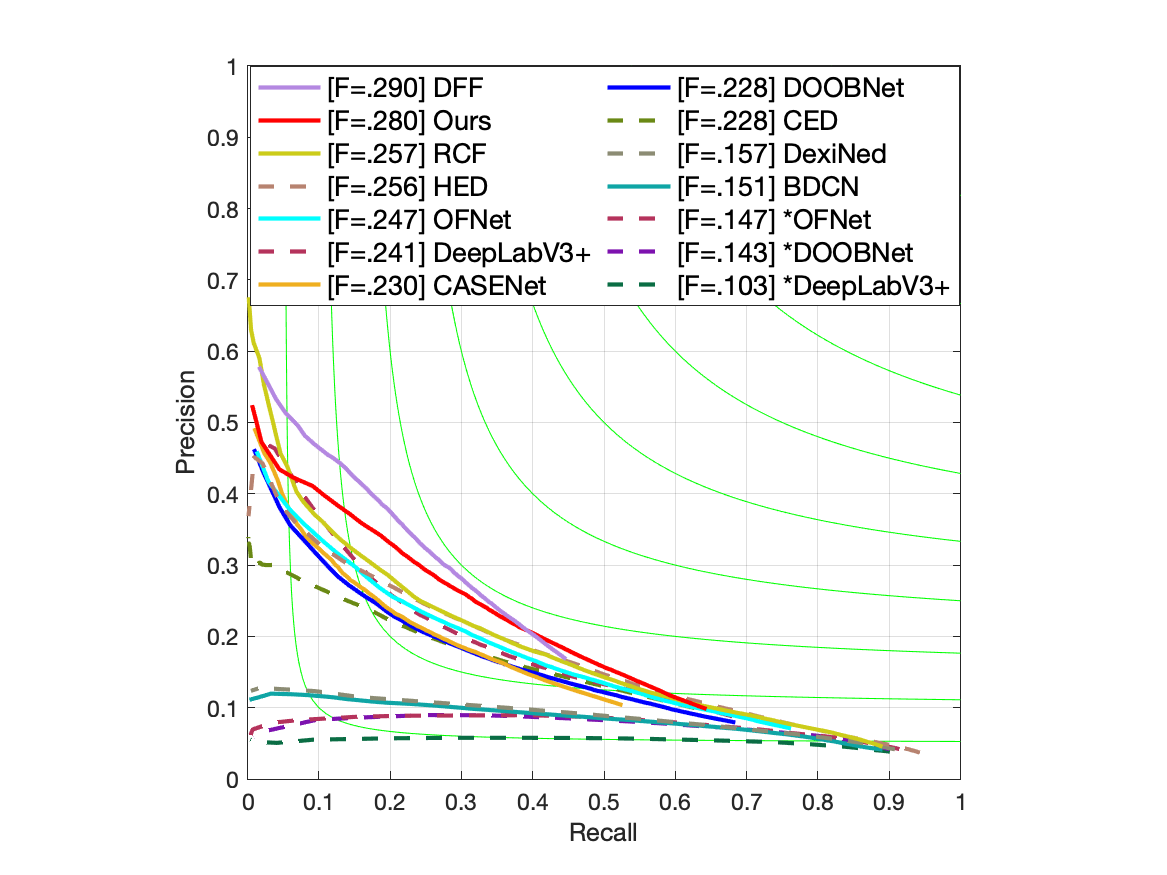 1
0.9
0.8
0.7
0.6
0.5
0.4
0.3
0.2
0.1
0
Precision
[F=.290] DFF
[F=.280] Ours
[F=.257] RCF
[F=.256] HED
[F=.247] OFNet
[F=.241] DeepLabV3+
[F=.230] CASENet
[F=.228] DOOBNet
[F=.228] CED
[F=.157] DexiNed
[F=.151] BDCN
[F=.147] *OFNet
[F=.143] *DOOBNet
[F=.103] *DeepLabV3+
0 0.1 0.2 0.3 0.4 0.5 0.6 0.7 0.8 0.9 1
Recall